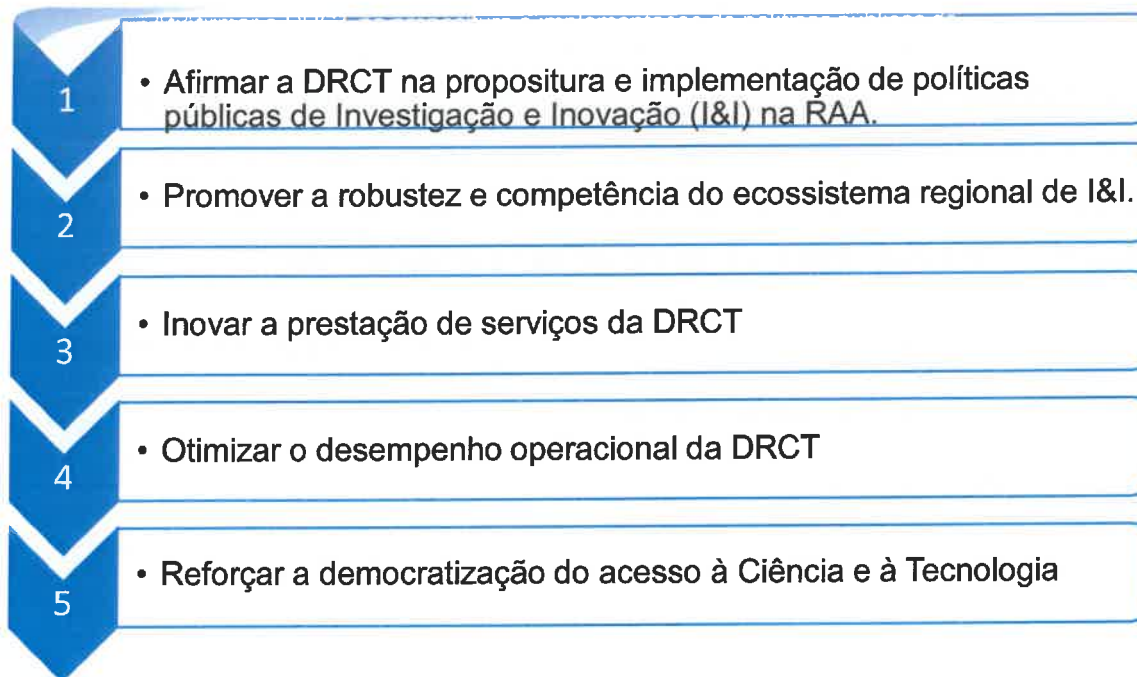 1
• Afirmar a DRCT na propositura e implementação de políticas
públicas de Investigação e Inovação (I&I) na RAA.
2
• Promover a robustez e competência do ecossistema regional de I&I.
3
• Inovar a prestação de serviços da DRCT
4
• Otimizar o desempenho operacional da DRCT
5
• Reforçar a democratização do acesso à Ciência e à Tecnologia